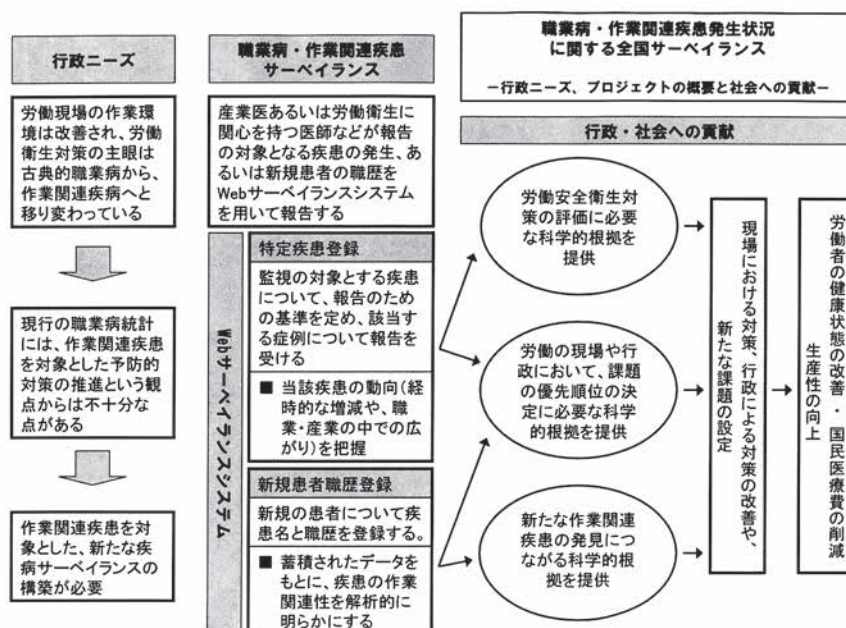 職業病・作業関連疾患発生状況
に関する全国サーベイランス
－行政ニーズ、プロジェクトの概要と社会への貢献－
行政ニーズ
労働現場の作業環
境は改善され、労働
衛生対策の主眼は
古典的職業病から、
作業関連疾病へと
移り変わっている
現行の職業病統計
には、作業関連疾患
を対象とした予防的
対策の推進という観
点からは不十分な
点がある
作業関連疾患を対
象とした、新たな疾
病サーベイランスの
構築が必要
職業病・作業関連疾患
サーベイランス
産業医あるいは労働衛生に
関心を持つ医師などが報告
の対象となる疾患の発生、あ
るいは新規患者の職歴を
Webサーベイランスシステム
を用いて報告する
Webサーベイランスシステム
特定疾患登録
監視の対象とする疾患
について、報告のため
の基準を定め、該当す
る症例について報告を
受ける
■ 当該疾患の動向(経
時的な増減や、職
業・産業の中での広
がり)を把握
新規患者職歴登録
新規の患者について疾
患名と職歴を登録する。
■ 蓄積されたデータを
もとに、疾患の作業
関連性を解析的に
明らかにする
行政・社会への貢献
労働安全衛生対
策の評価に必要
な科学的根拠を
提供
労働の現場や行
政において、課題
の優先順位の決
定に必要な科学
的根拠を提供
新たな作業関連
疾患の発見につ
ながる科学的根
拠を提供
現場における対策、行政による対策の改善や、
新たな課題の設定
労働者の健康状態の改善 ・ 国民医療費の削減
生産性の向上